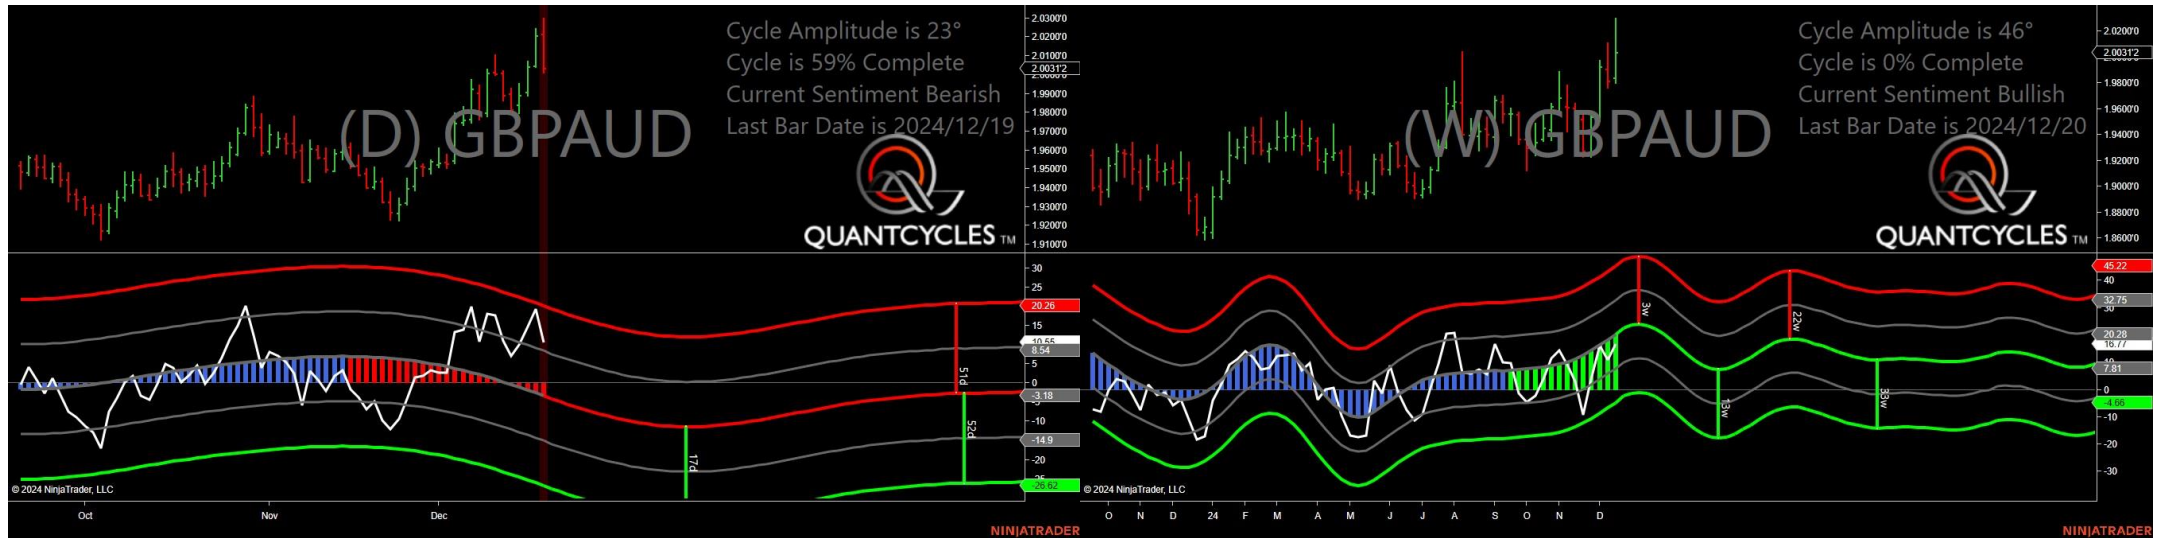 Cycle Amplitude is 23°
Cycle is 59% Complete
Current Sentiment Bearish
Last Bar Date is 2024/12/19
(D) GBPAUD
QUANTCYCLES TM
2.0300'0
2.0200'0
2.0100'0
2.0031'2
1.9900'0
1.9800'0
1.9700'0
1.9600'0
1.9500'0
1.9400'0
1.9300'0
1.9200'0
1.9100'0
30
25
20.26
15
10.55
8.54
5
0
-3.18
-10
-14.9
-20
-26.62
51d
52d
17d
© 2024 NinjaTrader, LLC
Oct Nov Dec
NINJATRADER
Cycle Amplitude is 46°
Cycle is 0% Complete
Current Sentiment Bullish
Last Bar Date is 2024/12/20
(W) GBPAUD
QUANTCYCLES TM
2.0200'0
2.0031'2
1.9800'0
1.9600'0
1.9400'0
1.9200'0
1.9000'0
1.8800'0
1.8600'0
45.22
40
32.75
30
20.28
16.77
10
7.81
0
-4.66
-10
-20
-30
3w
22w
13w
33w
© 2024 NinjaTrader, LLC
O N D 24 F M A M J J A S O N D
NINJATRADER